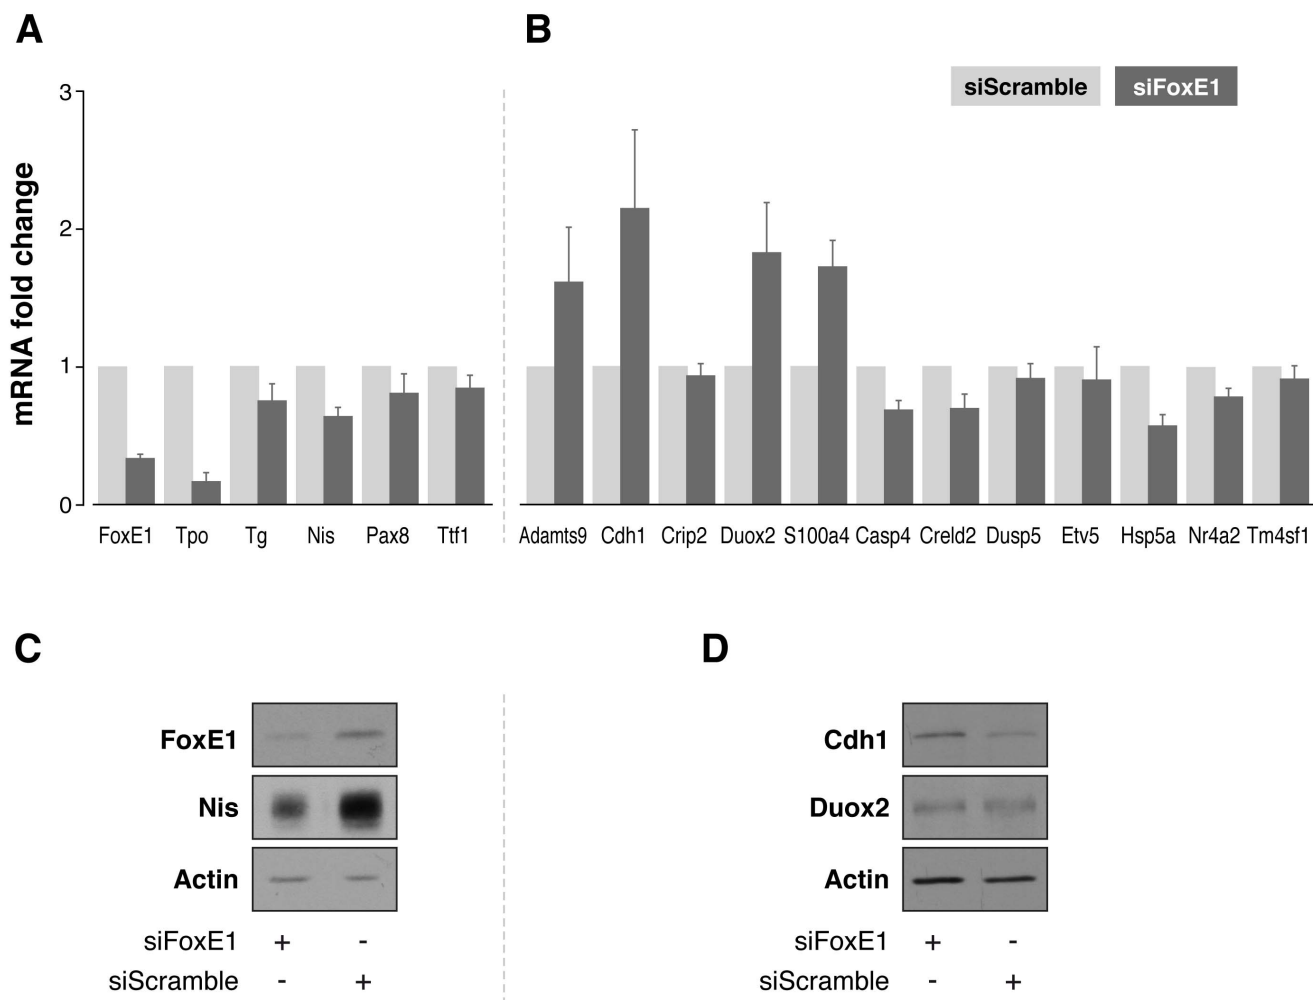 A
B
siScramble siFoxE1
mRNA fold change
3
2
1
0
FoxE1 Tpo Tg Nis Pax8 Ttf1
Adamts9 Cdh1 Crip2 Duox2 S100a4 Casp4 Creld2 Dusp5 Etv5 Hsp5a Nr4a2 Tm4sf1
C
FoxE1
Nis
Actin
siFoxE1 + -
siScramble - +
D
Cdh1
Duox2
Actin
siFoxE1 + -
siScramble - +